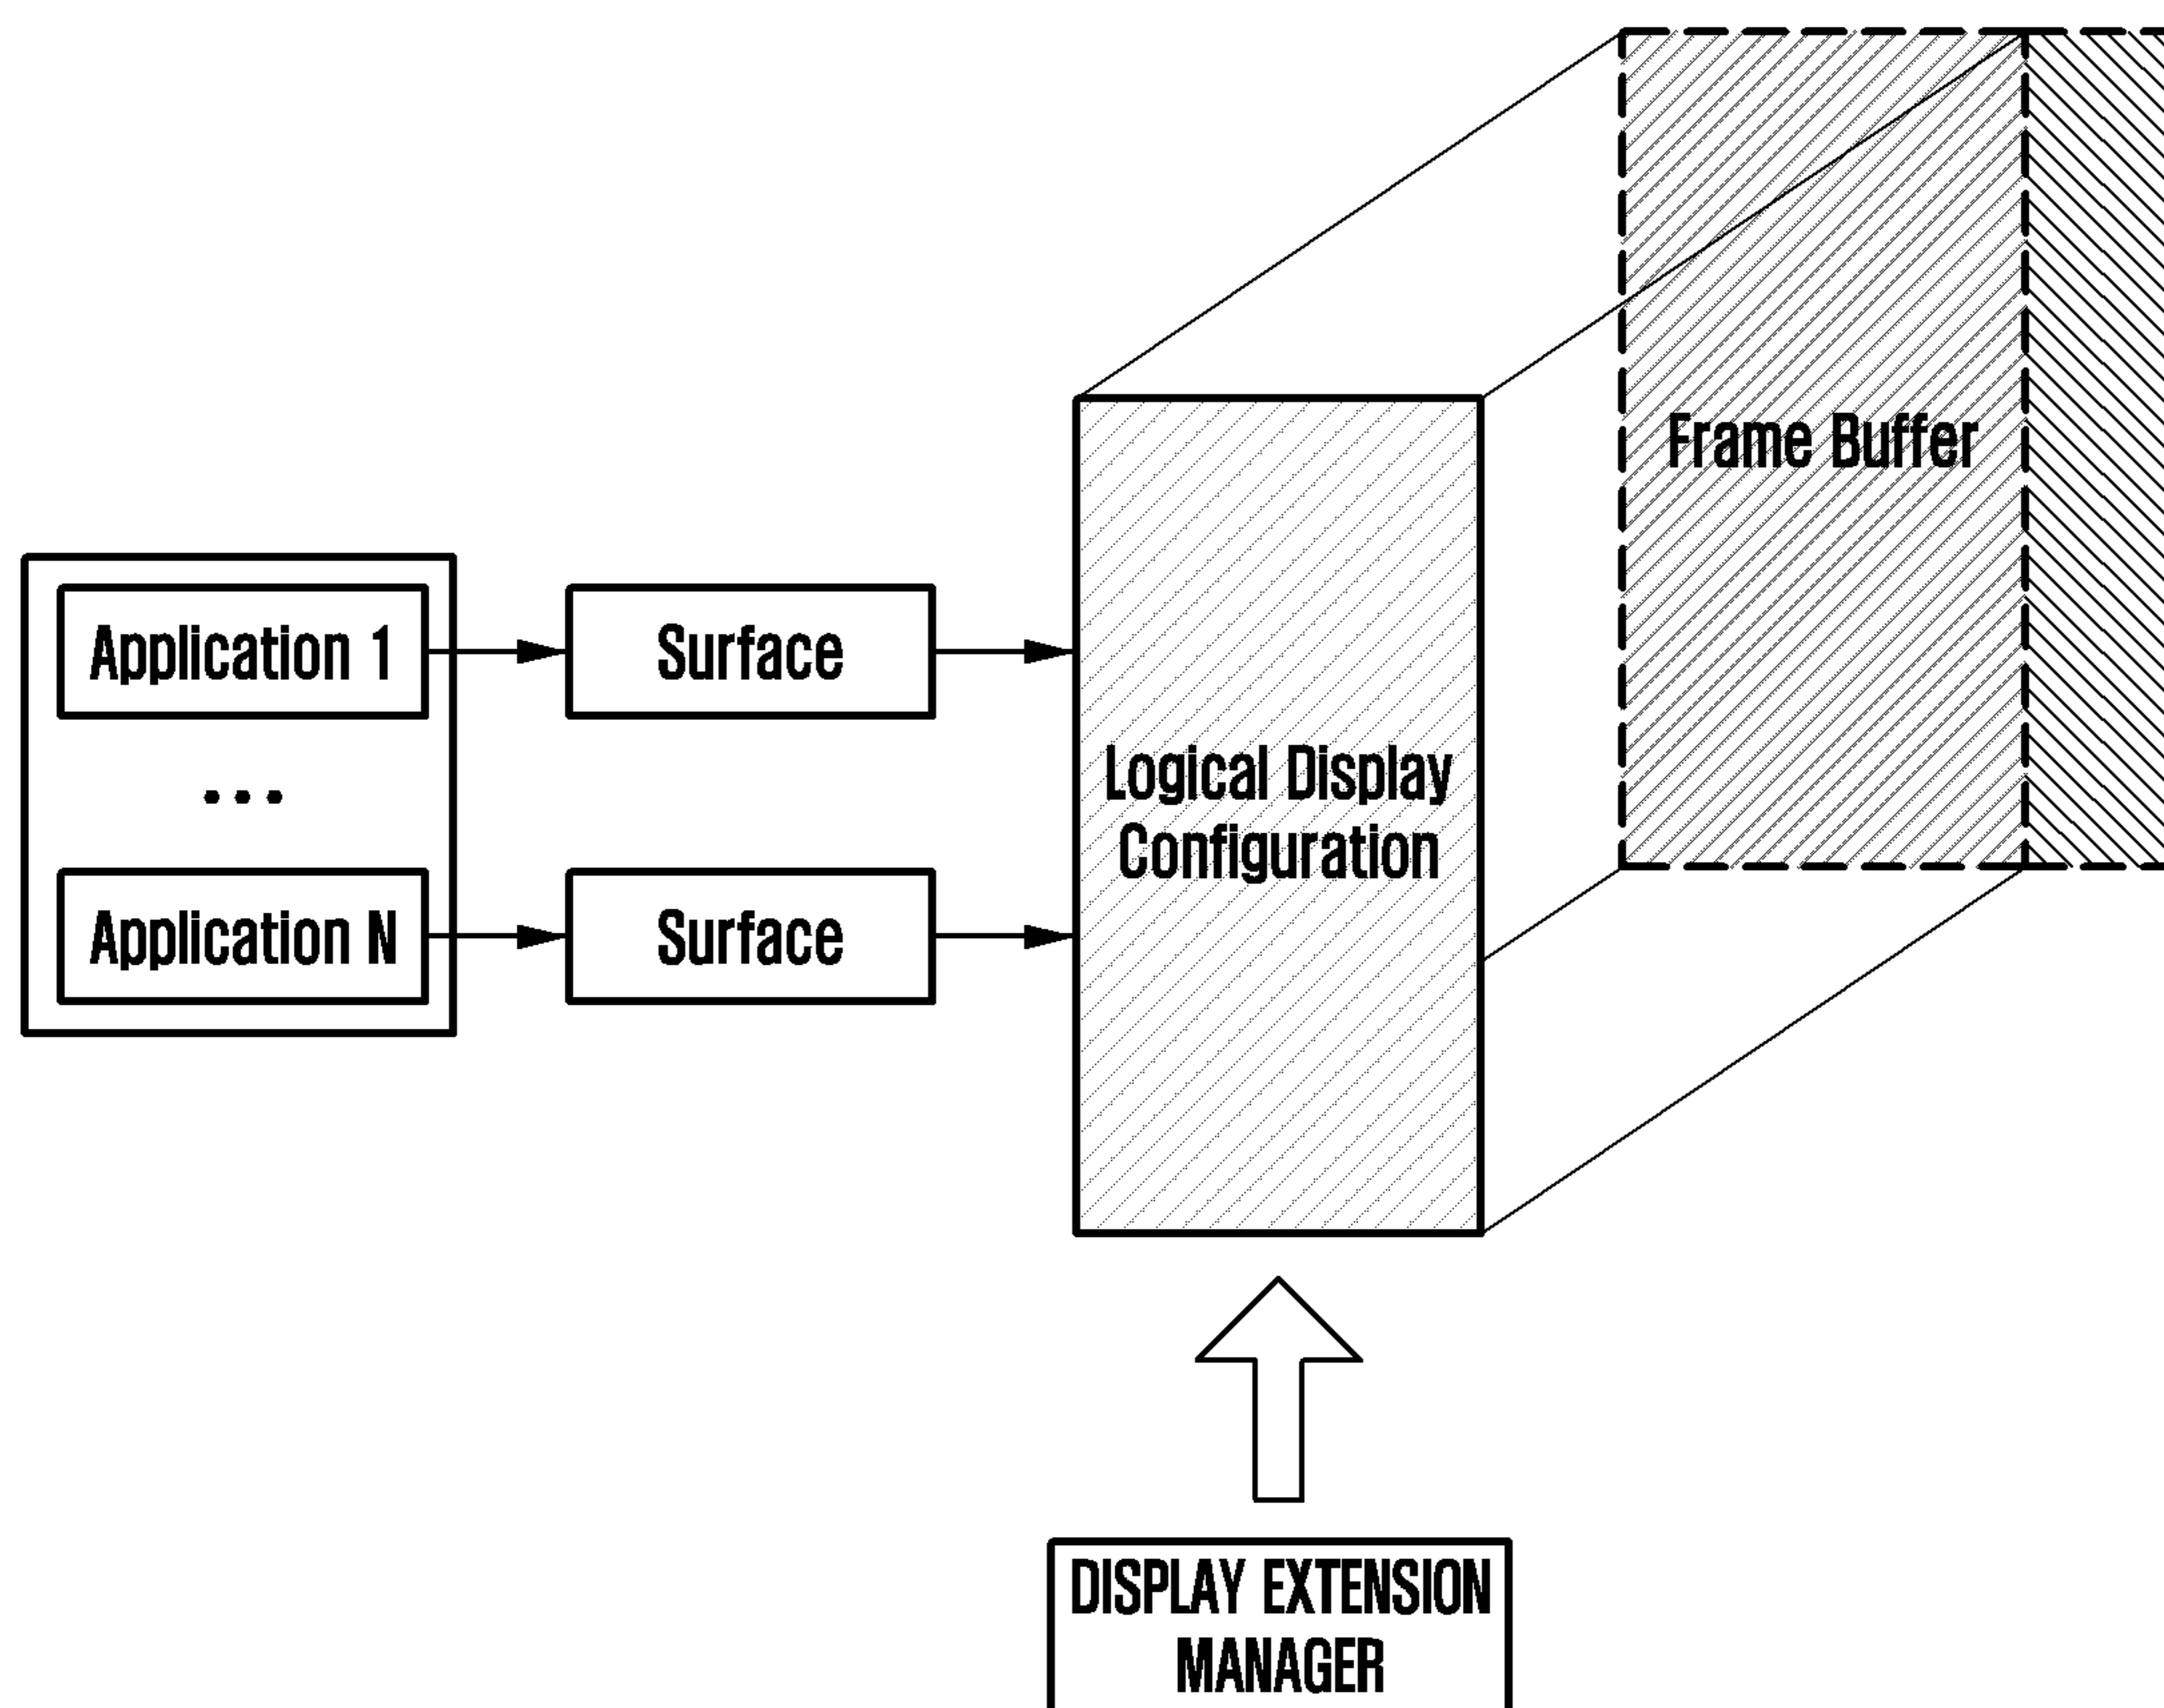 Frame Buffer
Application 1
Surface
...
Logical Display
Configuration
Application N
Surface
DISPLAY EXTENSION
MANAGER